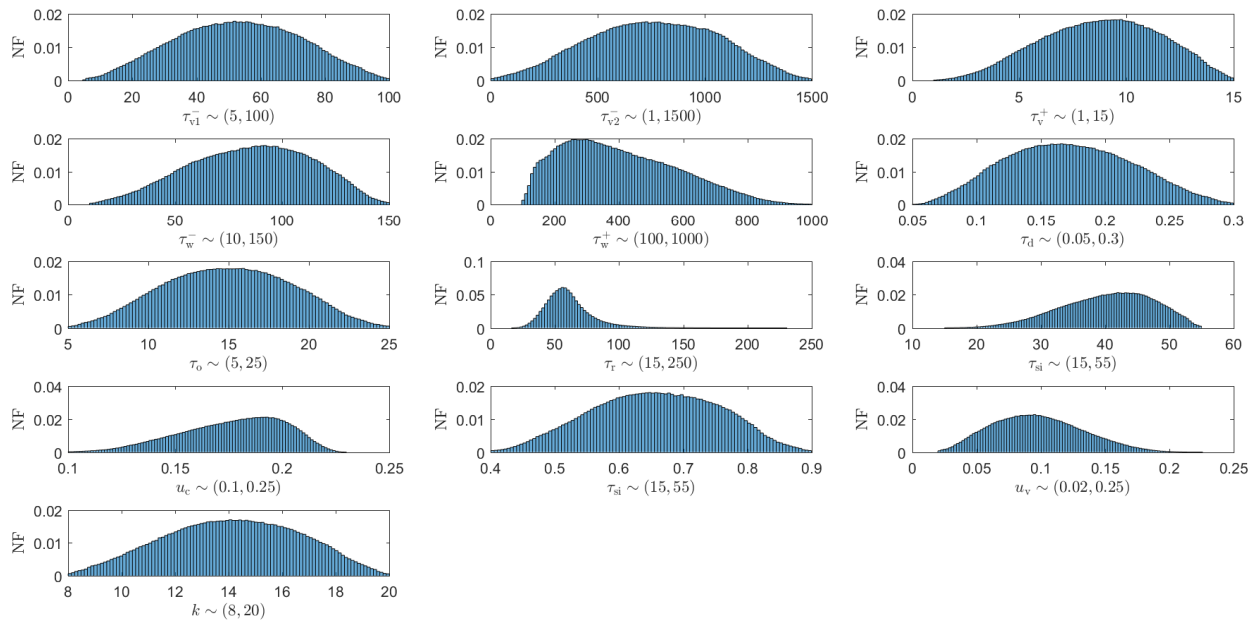 NF 0.02 0.01 0
0 20 40 60 80 100
τ⁻v1 ∼ (5, 100)
NF 0.02 0.01 0
0 500 1000 1500
τ⁻v2 ∼ (1, 1500)
NF 0.02 0.01 0
0 5 10 15
τ⁺v ∼ (1, 15)
NF 0.02 0.01 0
0 50 100 150
τ⁻w ∼ (10, 150)
NF 0.02 0.01 0
0 200 400 600 800 1000
τ⁺w ∼ (100, 1000)
NF 0.02 0.01 0
0.05 0.1 0.15 0.2 0.25 0.3
τd ∼ (0.05, 0.3)
NF 0.02 0.01 0
5 10 15 20 25
τo ∼ (5, 25)
NF 0.1 0.05 0
0 50 100 150 200 250
τr ∼ (15, 250)
NF 0.04 0.02 0
10 20 30 40 50 60
τsi ∼ (15, 55)
NF 0.04 0.02 0
0.1 0.15 0.2 0.25
uc ∼ (0.1, 0.25)
NF 0.02 0.01 0
0.4 0.5 0.6 0.7 0.8 0.9
τsi ∼ (15, 55)
NF 0.04 0.02 0
0 0.05 0.1 0.15 0.2 0.25
uv ∼ (0.02, 0.25)
NF 0.02 0.01 0
8 10 12 14 16 18 20
k ∼ (8, 20)